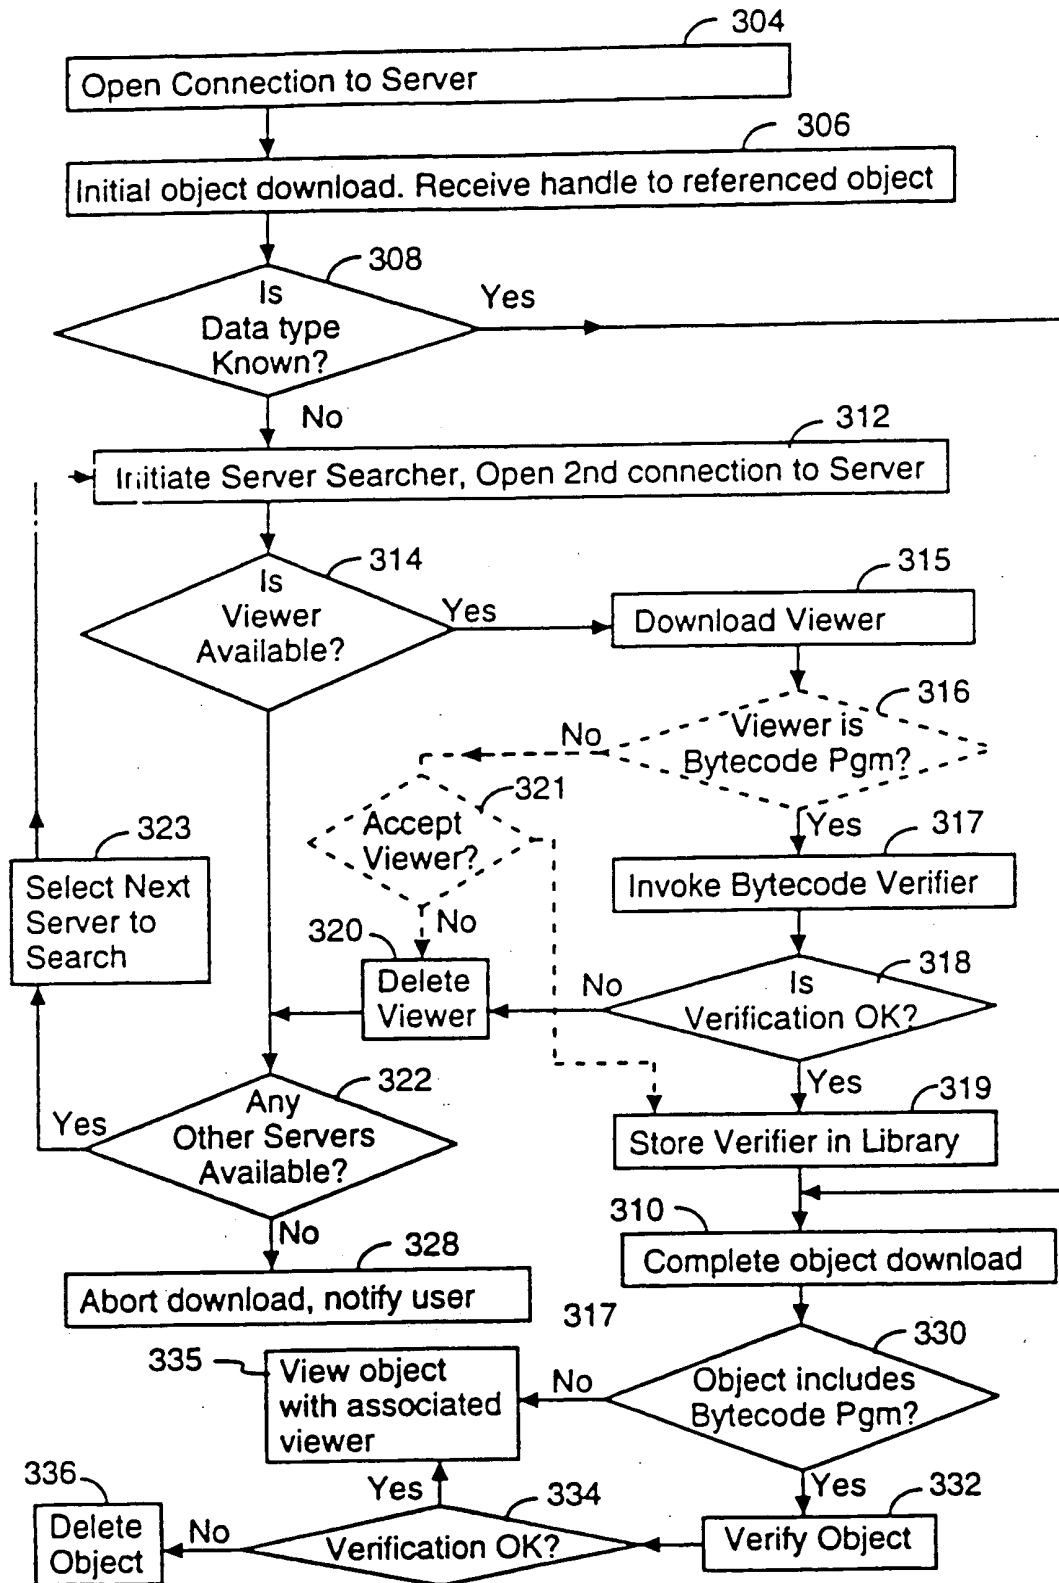 304
Open Connection to Server
306
Initial object download. Receive handle to referenced object
308
Is
Data type
Known?
Yes
No
312
Initiate Server Searcher, Open 2nd connection to Server
314
Is
Viewer
Available?
Yes
315
Download Viewer
316
Viewer is
Bytecode Pgm?
No
Yes
321
Accept
Viewer?
No
317
Invoke Bytecode Verifier
323
Select Next
Server to
Search
320
Delete
Viewer
No
318
Is
Verification OK?
Yes
322
Any
Other Servers
Available?
Yes
No
319
Store Verifier in Library
310
Complete object download
328
Abort download, notify user
317
330
Object includes
Bytecode Pgm?
No
Yes
335
View object
with associated
viewer
336
Delete
Object
No
Yes
334
Verification OK?
332
Verify Object